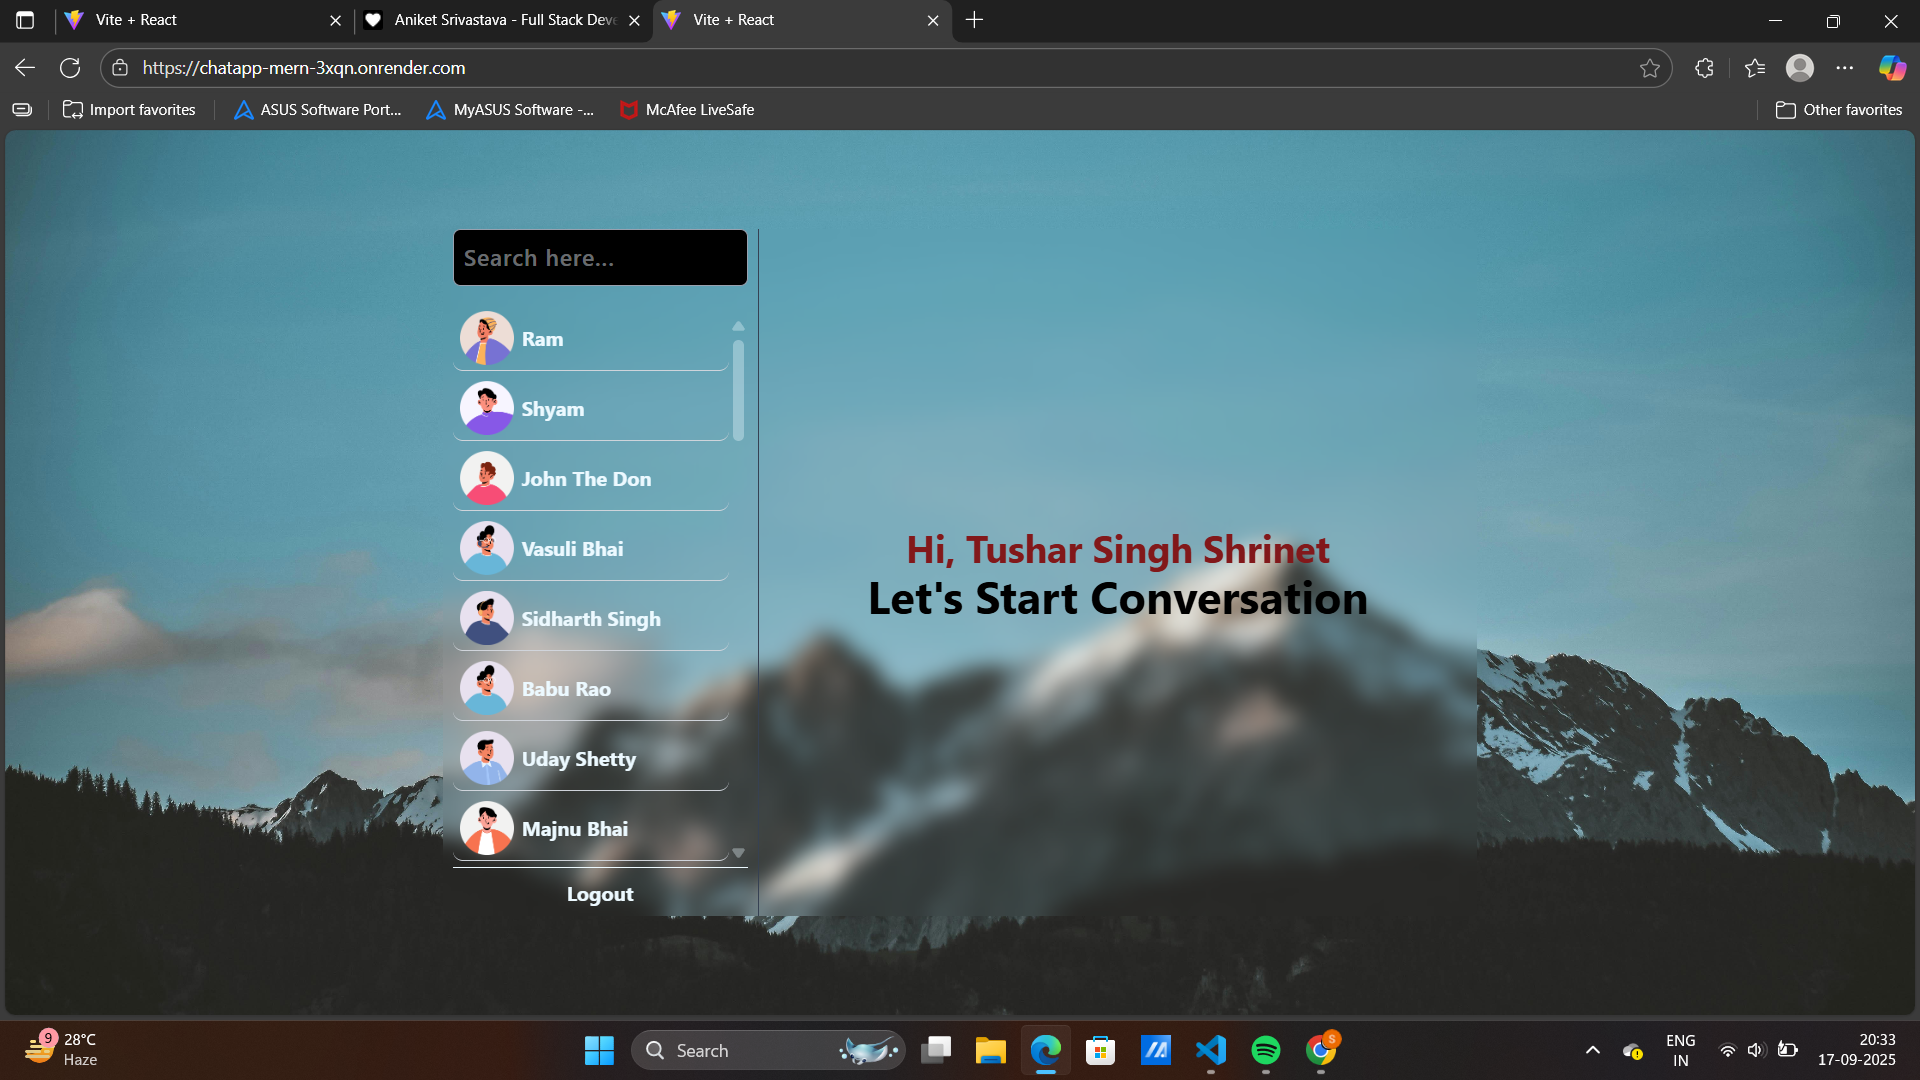 Vite + React
Aniket Srivastava - Full Stack Deve
Vite + React
https://chatapp-mern-3xqn.onrender.com
Import favorites
ASUS Software Port...
MyASUS Software -...
McAfee LiveSafe
Other favorites
Search here...
Ram
Shyam
John The Don
Vasuli Bhai
Sidharth Singh
Babu Rao
Uday Shetty
Majnu Bhai
Logout
Hi, Tushar Singh Shrinet
Let's Start Conversation
9
28°C
Haze
Search
S
ENG
IN
20:33
17-09-2025